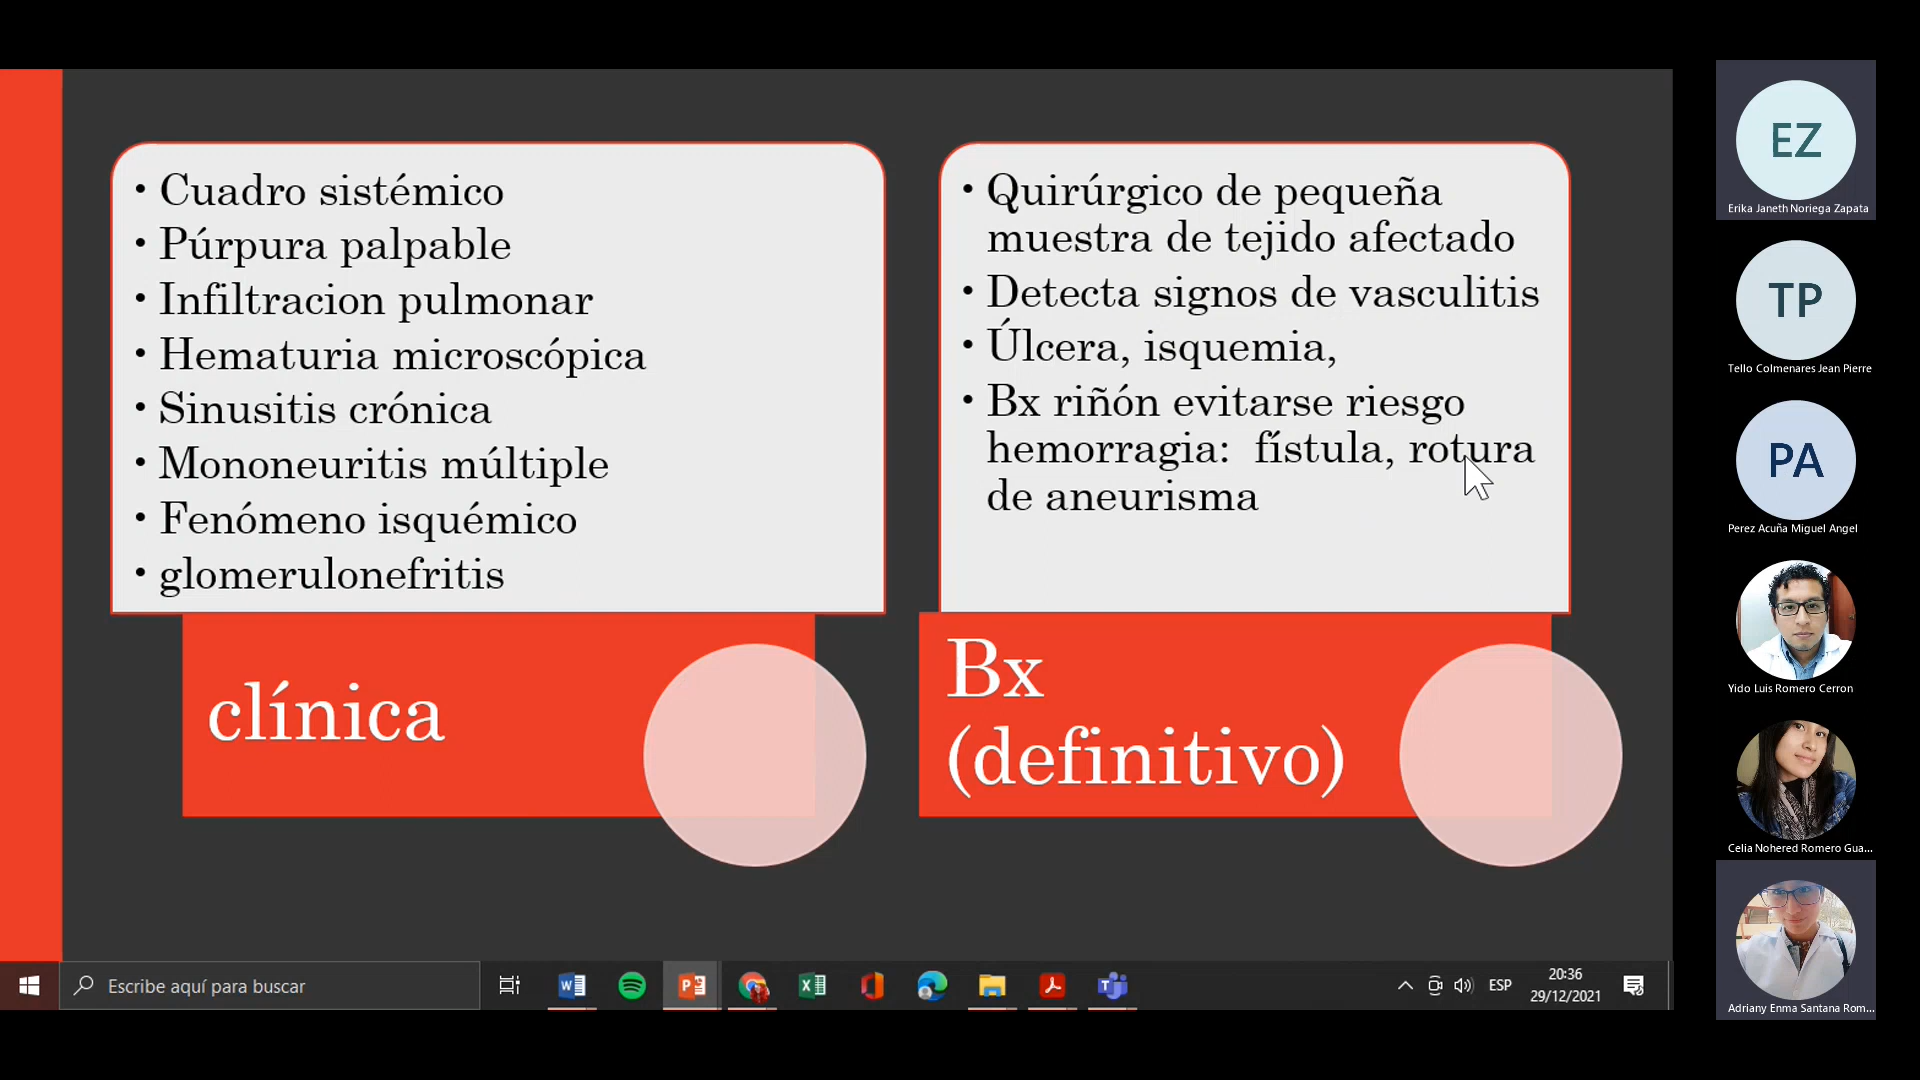 • Cuadro sistémico
• Púrpura palpable
• Infiltracion pulmonar
• Hematuria microscópica
• Sinusitis crónica
• Mononeuritis múltiple
• Fenómeno isquémico
• glomerulonefritis
clínica
• Quirúrgico de pequeña
muestra de tejido afectado
• Detecta signos de vasculitis
• Úlcera, isquemia,
• Bx riñón evitarse riesgo
hemorragia:  fístula, rotura
de aneurisma
Bx
(definitivo)
EZ
Erika Janeth Noriega Zapata
TP
Tello Colmenares Jean Pierre
PA
Perez Acuña Miguel Angel
Yido Luis Romero Cerron
Celia Nohered Romero Gua...
Adriany Enma Santana Rom...
Escribe aquí para buscar
ESP
20:36
29/12/2021